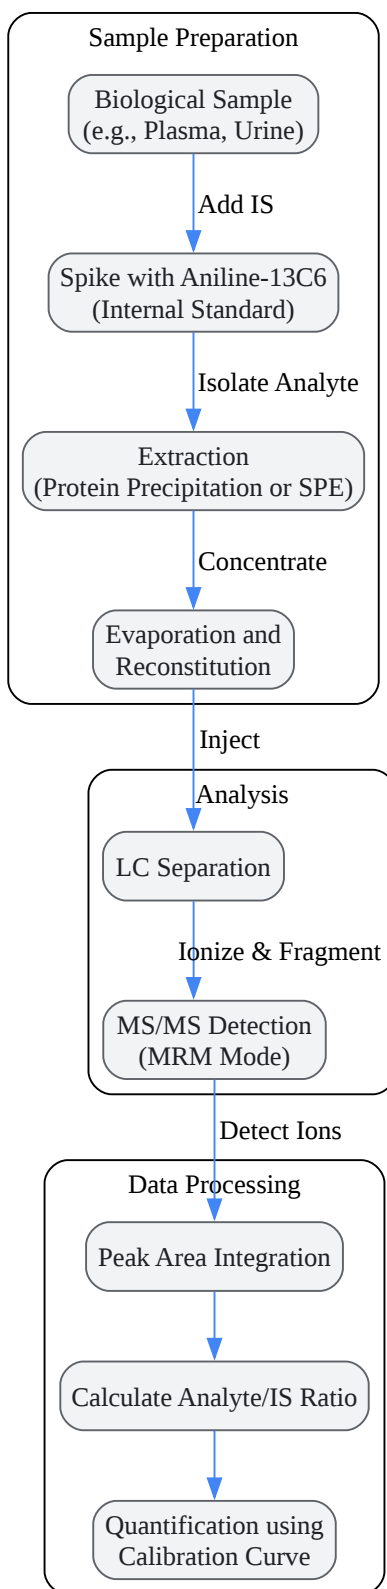 Sample Preparation
Biological Sample
(e.g., Plasma, Urine)
Add IS
Spike with Aniline-13C6
(Internal Standard)
Isolate Analyte
Extraction
(Protein Precipitation or SPE)
Concentrate
Evaporation and
Reconstitution
Inject
Analysis
LC Separation
Ionize & Fragment
MS/MS Detection
(MRM Mode)
Detect Ions
Data Processing
Peak Area Integration
Calculate Analyte/IS Ratio
Quantification using
Calibration Curve